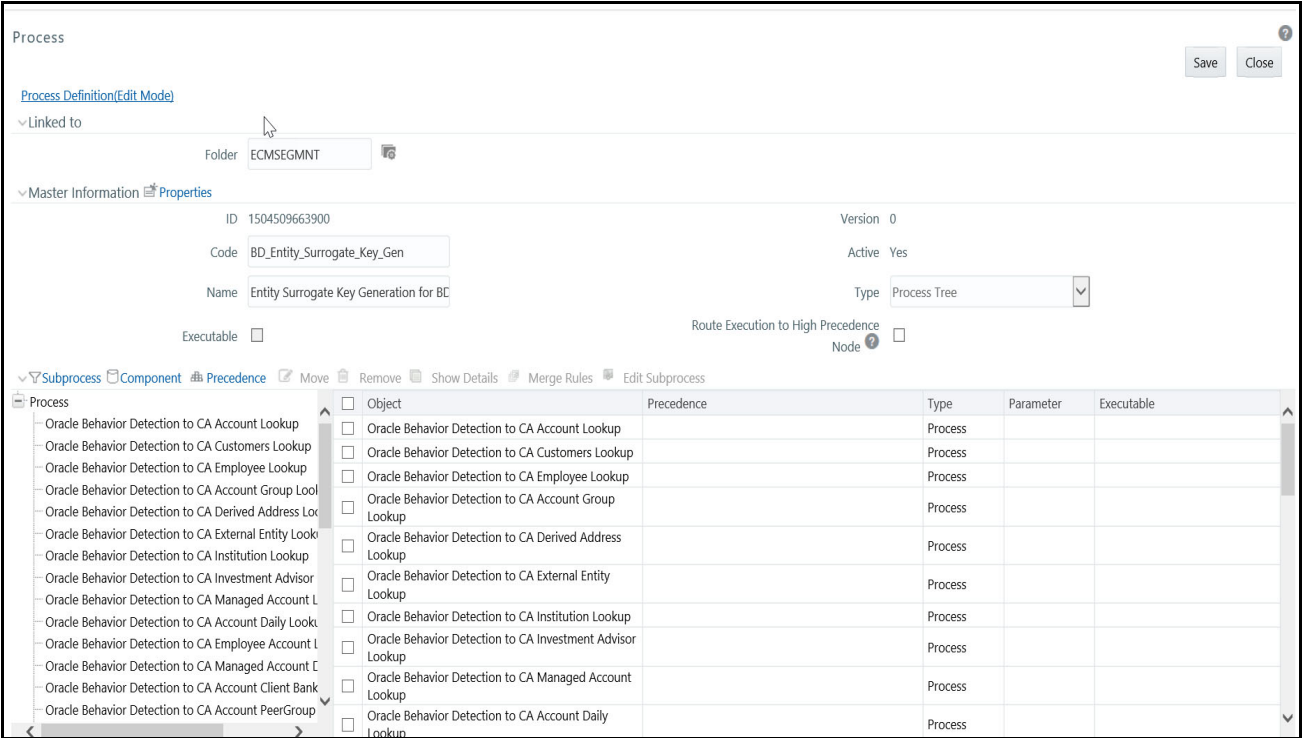 Process
Save Close
Process Definition(Edit Mode)
Linked to
Folder ECMSEGMNT
Master Information Properties
ID 1504509663900 Version 0
Code BD_Entity_Surrogate_Key_Gen Active Yes
Name Entity Surrogate Key Generation for BD Type Process Tree
Executable Route Execution to High Precedence
Node
Subprocess Component Precedence Move Remove Show Details Merge Rules Edit Subprocess
Process
Oracle Behavior Detection to CA Account Lookup
Oracle Behavior Detection to CA Customers Lookup
Oracle Behavior Detection to CA Employee Lookup
Oracle Behavior Detection to CA Account Group Look
Oracle Behavior Detection to CA Derived Address Loo
Oracle Behavior Detection to CA External Entity Looku
Oracle Behavior Detection to CA Institution Lookup
Oracle Behavior Detection to CA Investment Advisor
Oracle Behavior Detection to CA Managed Account L
Oracle Behavior Detection to CA Account Daily Looku
Oracle Behavior Detection to CA Employee Account L
Oracle Behavior Detection to CA Managed Account D
Oracle Behavior Detection to CA Account Client Bank
Oracle Behavior Detection to CA Account PeerGroup
Object Precedence Type Parameter Executable
Oracle Behavior Detection to CA Account Lookup Process
Oracle Behavior Detection to CA Customers Lookup Process
Oracle Behavior Detection to CA Employee Lookup Process
Oracle Behavior Detection to CA Account Group
Lookup Process
Oracle Behavior Detection to CA Derived Address
Lookup Process
Oracle Behavior Detection to CA External Entity
Lookup Process
Oracle Behavior Detection to CA Institution Lookup Process
Oracle Behavior Detection to CA Investment Advisor
Lookup Process
Oracle Behavior Detection to CA Managed Account
Lookup Process
Oracle Behavior Detection to CA Account Daily
Lookup Process